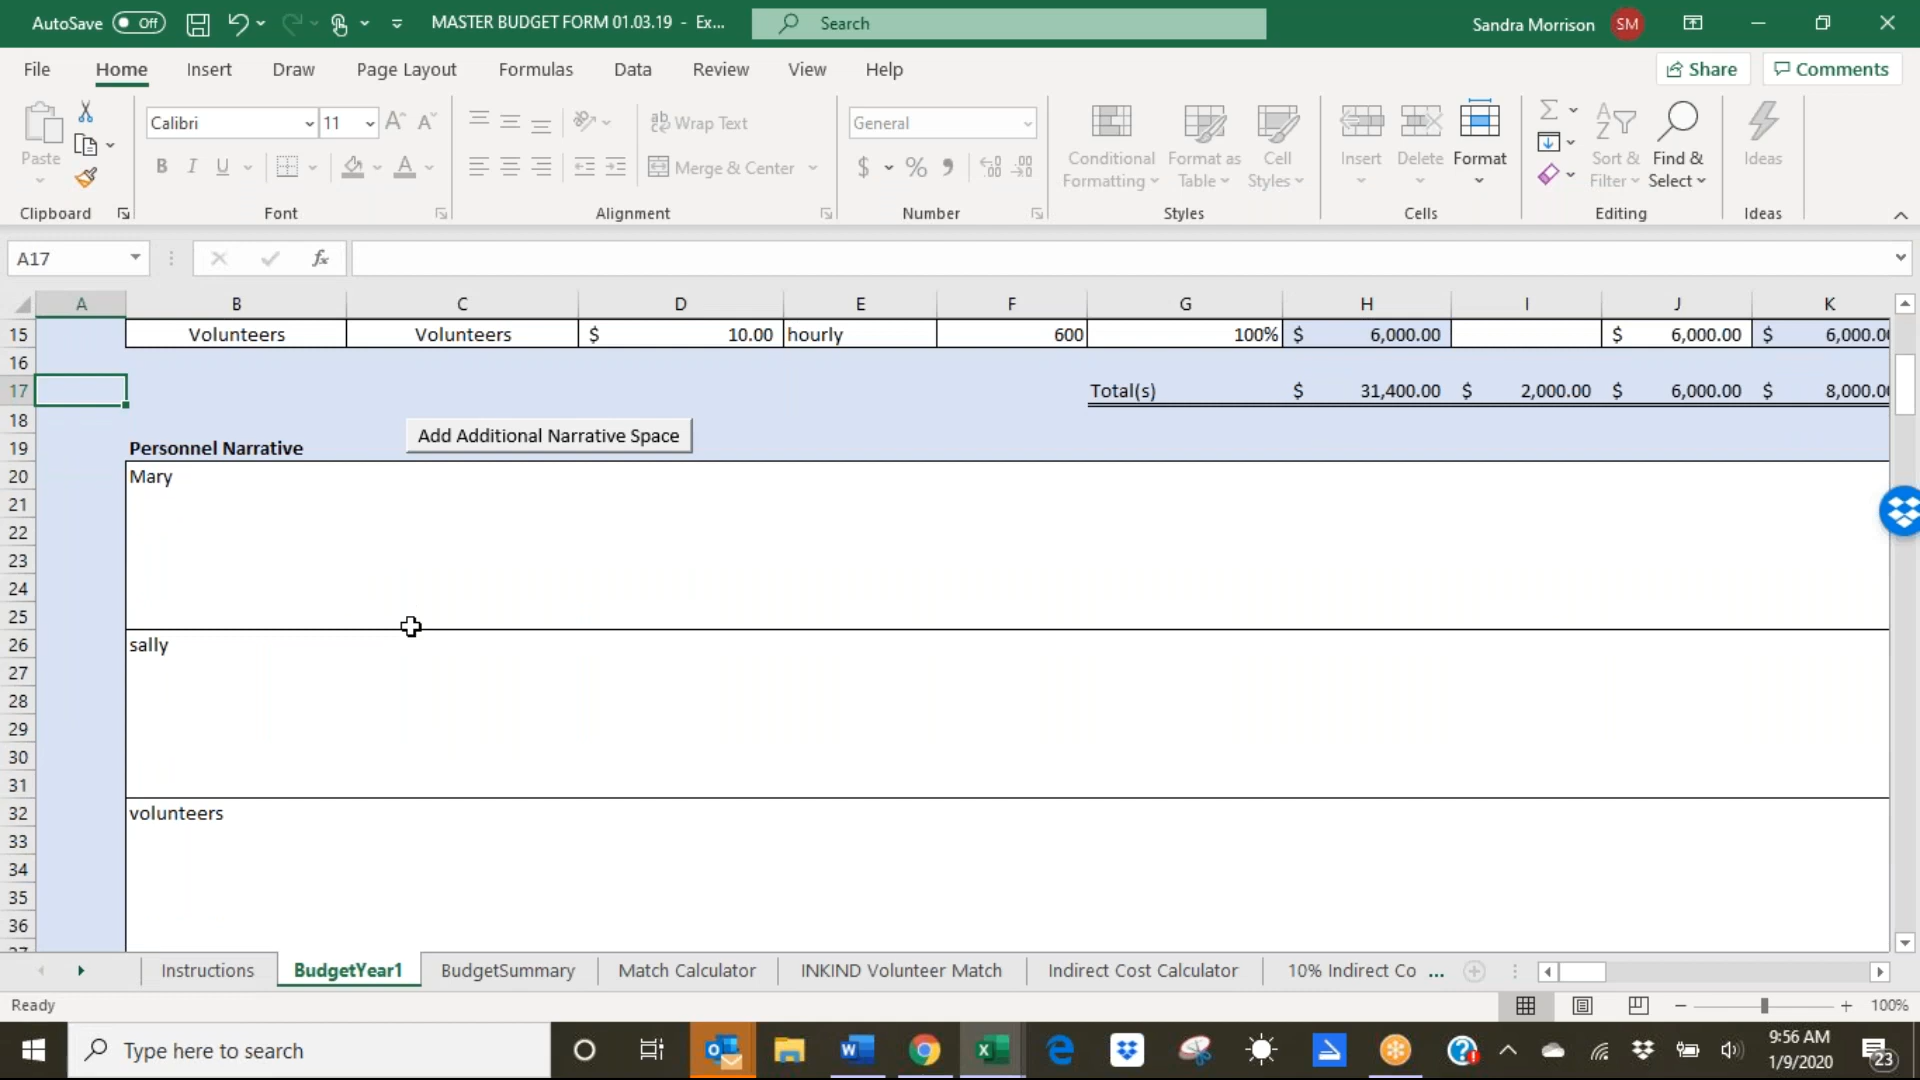 AutoSave Off MASTER BUDGET FORM 01.03.19 - Ex... Search Sandra Morrison SM
File Home Insert Draw Page Layout Formulas Data Review View Help Share Comments
Paste Calibri 11 A A ab Wrap Text General Conditional Formatting Format as Table Cell Styles Insert Delete Format Sort & Filter Find & Select Ideas
B I U A Merge & Center $ % 9
Clipboard Font Alignment Number Styles Cells Editing Ideas
A17 fx
A B C D E F G H I J K
15 Volunteers Volunteers $ 10.00 hourly 600 100% $ 6,000.00 $ 6,000.00 $ 6,000.00
16
17 Total(s) $ 31,400.00 $ 2,000.00 $ 6,000.00 $ 8,000.00
18 Add Additional Narrative Space
19 Personnel Narrative
20 Mary
21
22
23
24
25
26 sally
27
28
29
30
31
32 volunteers
33
34
35
36
37
Instructions BudgetYear1 BudgetSummary Match Calculator INKIND Volunteer Match Indirect Cost Calculator 10% Indirect Co ...
Ready 100%
Type here to search 9:56 AM
1/9/2020 23